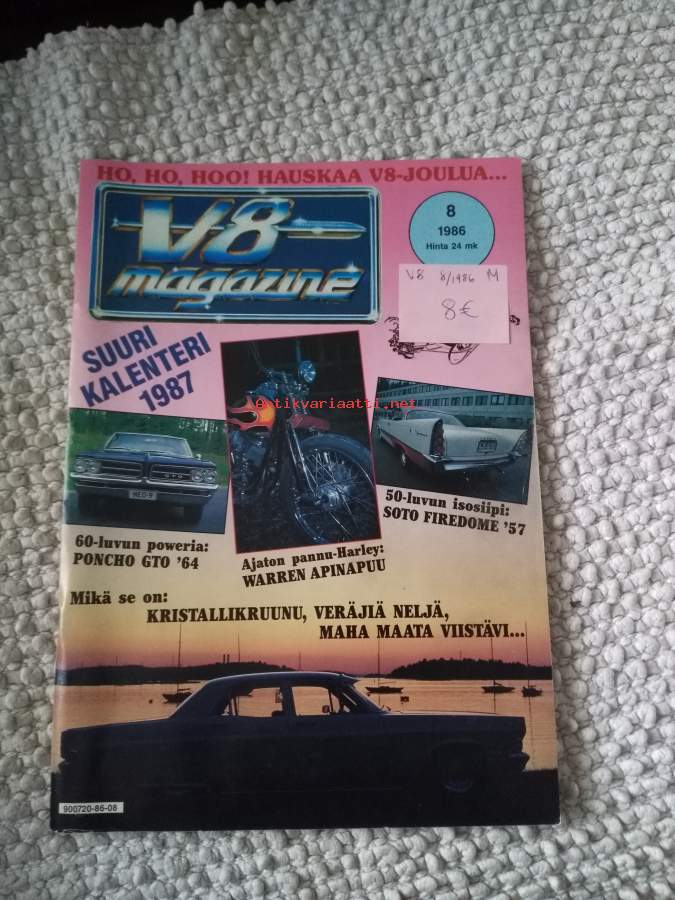 HO, HO, HOO! HAUSKAA V8-JOULUA...
V8
magazine
8
1986
Hinta 24 mk
V8 8/1986 M
8€
SUURI
KALENTERI
1987
Antikvariaatti.net
GTO
60-luvun poweria:
PONCHO GTO '64
Ajaton pannu-Harley:
WARREN APINAPUU
50-luvun isosiipi:
SOTO FIREDOME '57
Mikä se on:
KRISTALLIKRUUNU, VERÄJIÄ NELJÄ,
MAHA MAATA VIISTÄVI...
900720-86-08